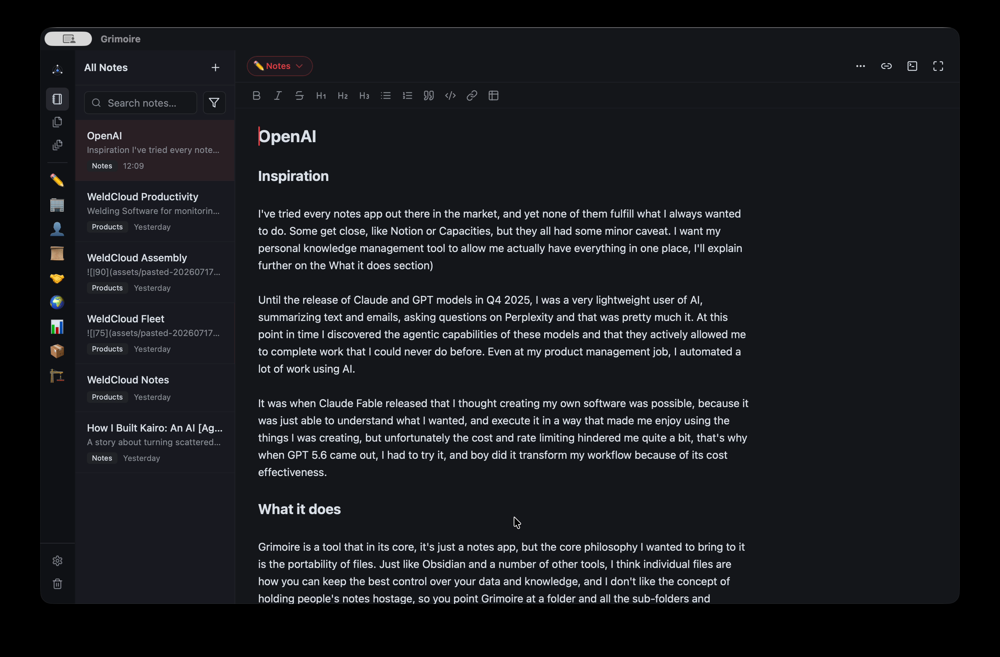 Grimoire
All Notes
Search notes...
OpenAI
Inspiration I've tried every note...
Notes 12:09
WeldCloud Productivity
Welding Software for monitorin...
Products Yesterday
WeldCloud Assembly
![|90](assets/pasted-20260717...
Products Yesterday
WeldCloud Fleet
![|75](assets/pasted-20260717...
Products Yesterday
WeldCloud Notes
Products Yesterday
How I Built Kairo: An AI [Ag...
A story about turning scattered...
Notes Yesterday
Notes
H1 H2 H3
OpenAI
Inspiration
I've tried every notes app out there in the market, and yet none of them fulfill what I always wanted
to do. Some get close, like Notion or Capacities, but they all had some minor caveat. I want my
personal knowledge management tool to allow me actually have everything in one place, I'll explain
further on the What it does section)
Until the release of Claude and GPT models in Q4 2025, I was a very lightweight user of AI,
summarizing text and emails, asking questions on Perplexity and that was pretty much it. At this
point in time I discovered the agentic capabilities of these models and that they actively allowed me
to complete work that I could never do before. Even at my product management job, I automated a
lot of work using AI.
It was when Claude Fable released that I thought creating my own software was possible, because it
was just able to understand what I wanted, and execute it in a way that made me enjoy using the
things I was creating, but unfortunately the cost and rate limiting hindered me quite a bit, that's why
when GPT 5.6 came out, I had to try it, and boy did it transform my workflow because of its cost
effectiveness.
What it does
Grimoire is a tool that in its core, it's just a notes app, but the core philosophy I wanted to bring to it
is the portability of files. Just like Obsidian and a number of other tools, I think individual files are
how you can keep the best control over your data and knowledge, and I don't like the concept of
holding people's notes hostage, so you point Grimoire at a folder and all the sub-folders and